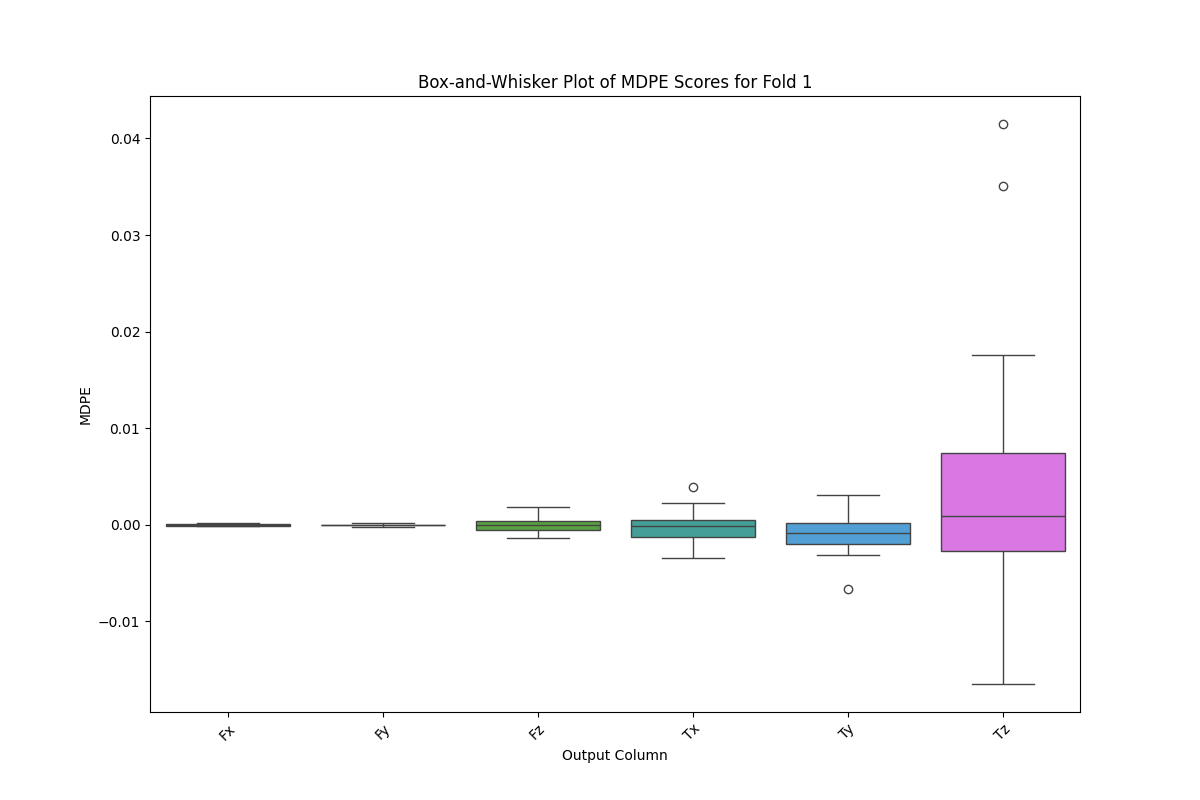 Box-and-Whisker Plot of MDPE Scores for Fold 1
0.04
0.03
0.02
0.01
0.00
−0.01
MDPE
Fx
Fy
Fz
Tx
Ty
Tz
Output Column